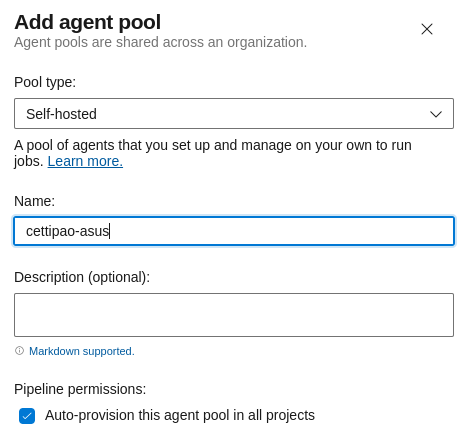 Add agent pool
Agent pools are shared across an organization.
Pool type:
Self-hosted
A pool of agents that you set up and manage on your own to run
jobs. Learn more.
Name:
cettipao-asus
Description (optional):
Markdown supported.
Pipeline permissions:
Auto-provision this agent pool in all projects